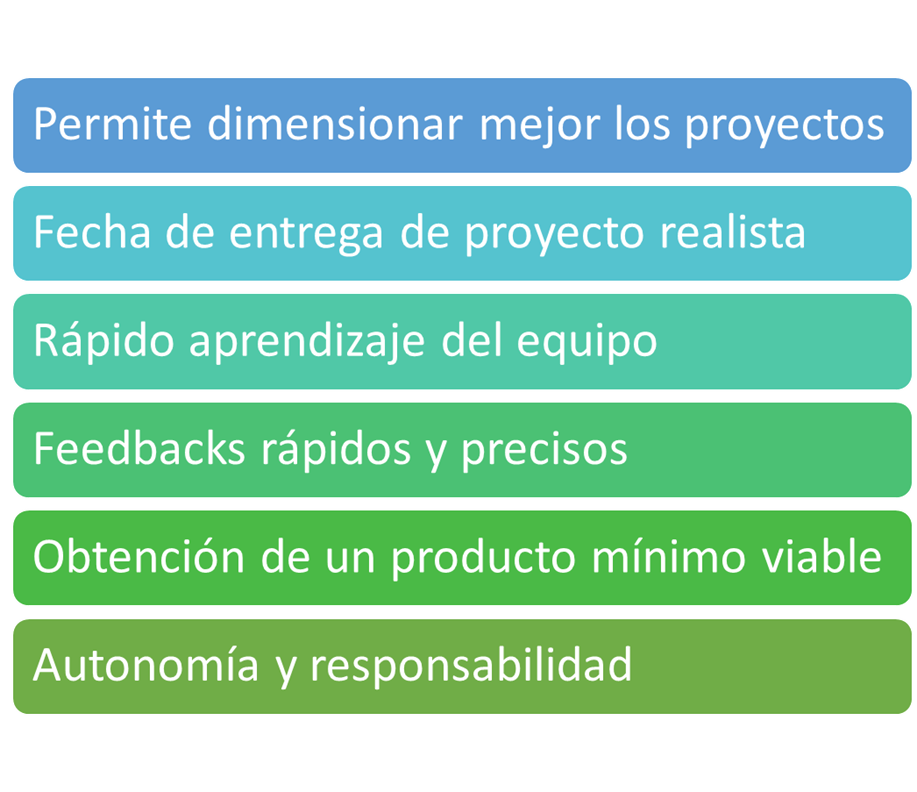 Permite dimensionar mejor los proyectos
Fecha de entrega de proyecto realista
Rápido aprendizaje del equipo
Feedbacks rápidos y precisos
Obtención de un producto mínimo viable
Autonomía y responsabilidad